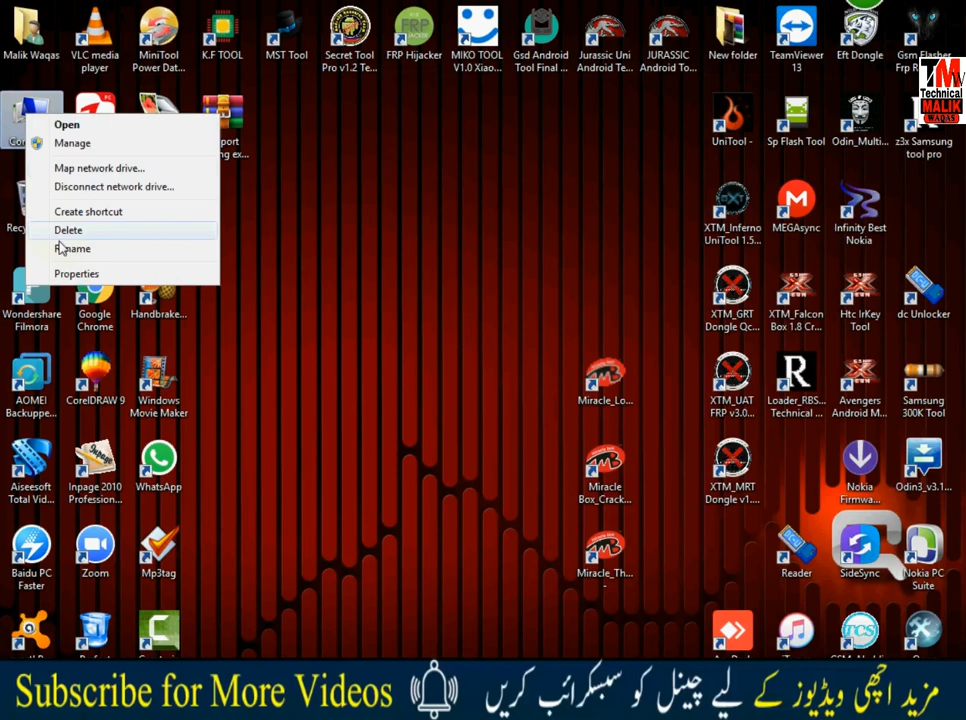 Malik Waqas
VLC media
player
MiniTool
Power Dat...
K.F TOOL
MST Tool
Secret Tool
Pro v1.2 Te...
FRP Hijacker
MIKO TOOL
V1.0 Xiao...
Gsd Android
Tool Final ...
Jurassic Uni
Android Te...
JURASSIC
Android To...
New folder
TeamViewer
13
Eft Dongle
Gsm Flasher
Frp R
Technical
MALIK
WAQAS
Open
Manage
Map network drive...
Disconnect network drive...
Create shortcut
Delete
Rename
Properties
UniTool -
Sp Flash Tool
Odin_Multi...
z3x Samsung
tool pro
XTM_Inferno
UniTool 1.5...
MEGAsync
Infinity Best
Nokia
Wondershare
Filmora
Google
Chrome
Handbrake...
XTM_GRT
Dongle Qc...
XTM_Falcon
Box 1.8 Cr...
Htc IrKey
Tool
dc Unlocker
AOMEI
Backuppe...
CorelDRAW 9
Windows
Movie Maker
Miracle_Lo...
XTM_UAT
FRP v3.0...
Loader_RBS...
Technical ...
Avengers
Android M...
Samsung
300K Tool
Aiseesoft
Total Vid...
Inpage 2010
Profession...
WhatsApp
Miracle
Box_Crack...
XTM_MRT
Dongle v1....
Nokia
Firmwa...
Odin3_v3.1...
Baidu PC
Faster
Zoom
Mp3tag
Miracle_Th...
-
Reader
SideSync
Nokia PC
Suite
Subscribe for More Videos
مزید اچھی ویڈیوز کے لیے چینل کو سبسکرائب کریں